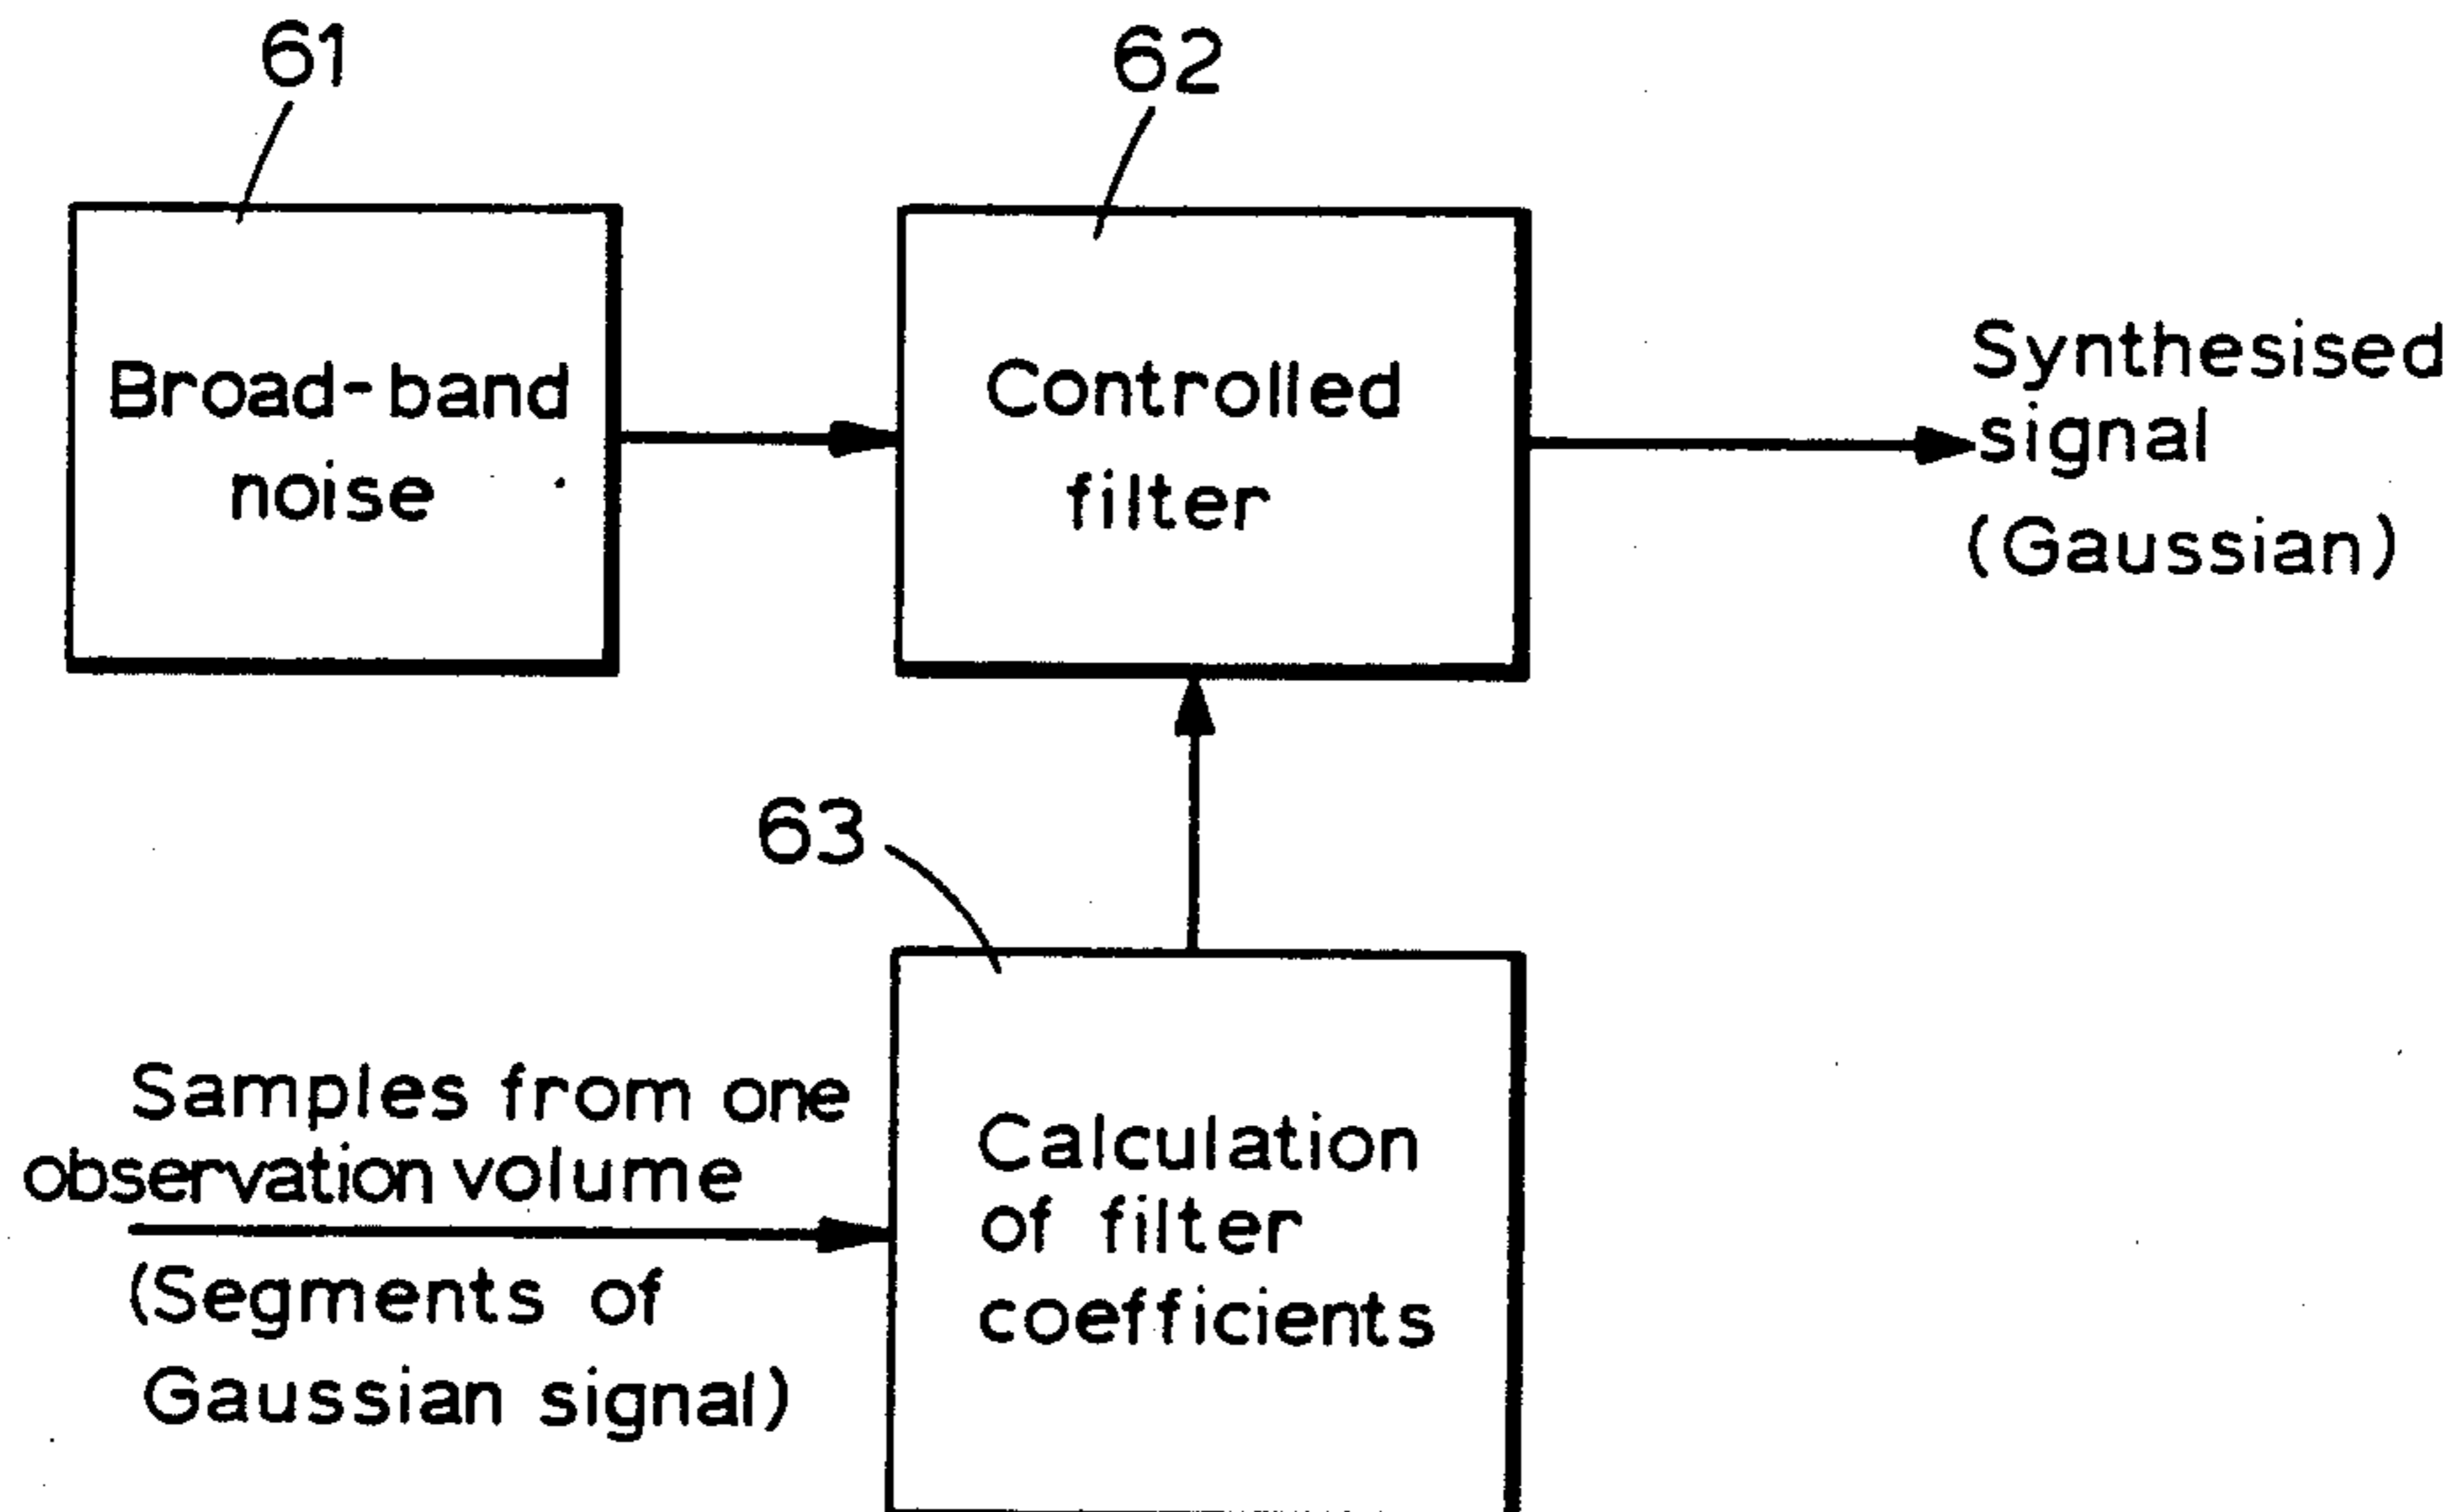 61
62
Broad-band
noise
Controlled
filter
Synthesised
signal
(Gaussian)
63
Samples from one
observation volume
(Segments of
Gaussian signal)
Calculation
of filter
coefficients